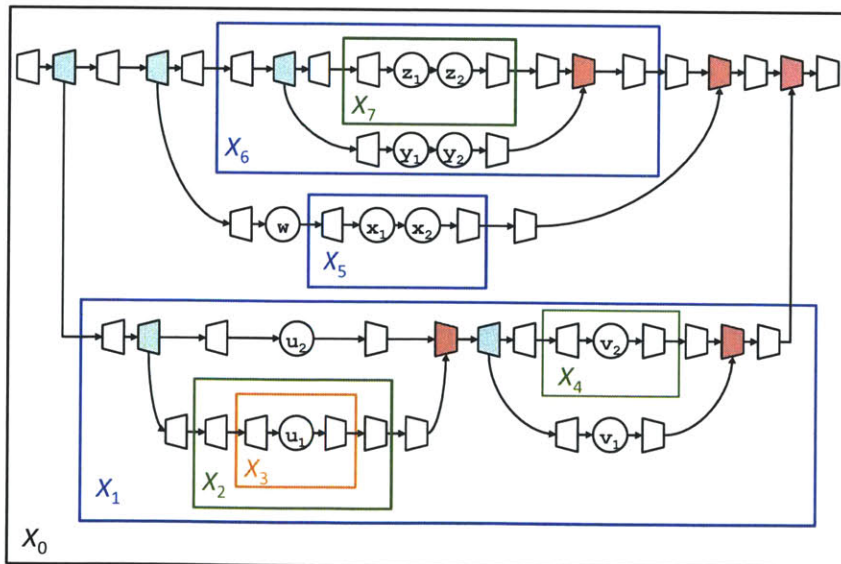 z₁ z₂
X₇
y₁ y₂
X₆
w x₁ x₂
X₅
u₂ v₂
X₄
u₁ v₁
X₃
X₂
X₁
X₀